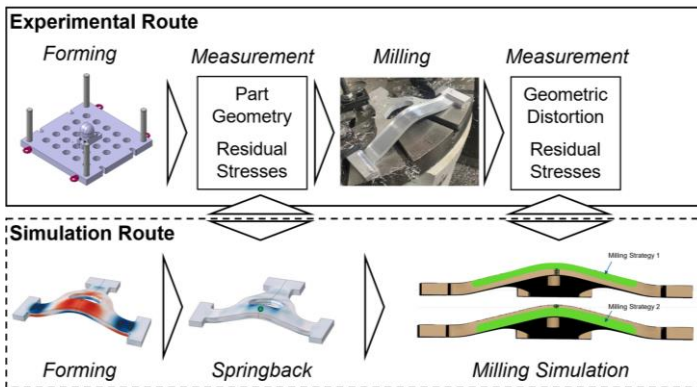 Experimental Route
Forming
Measurement
Milling
Measurement
Part
Geometry
Residual
Stresses
Geometric
Distortion
Residual
Stresses
Simulation Route
Milling Strategy 1
Milling Strategy 2
Forming
Springback
Milling Simulation